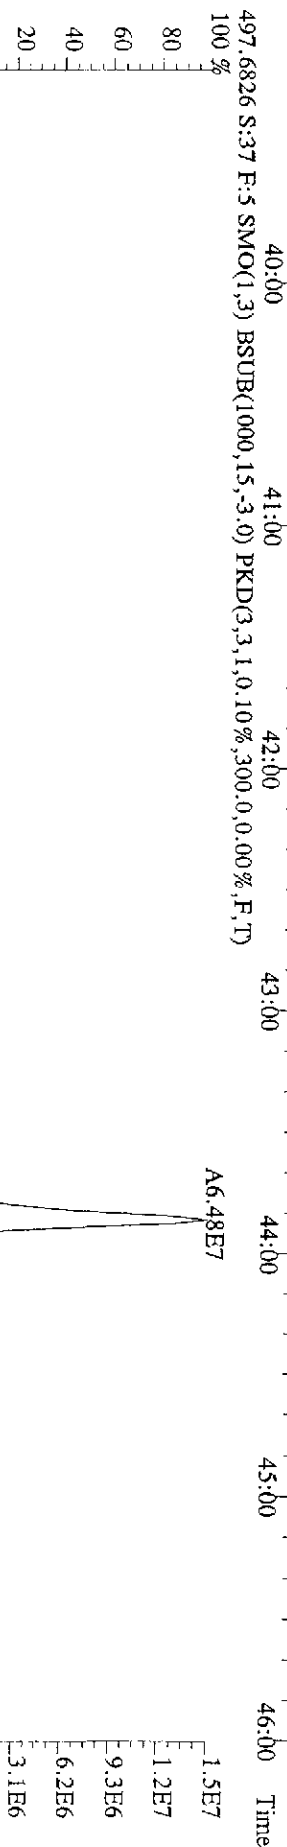 40:00 41:00 42:00 43:00 44:00 45:00 46:00 Time
497.6826 S:37 F:5 SMO(1,3) BSUB(1000,15,-3.0) PKD(3,3,1,0.10%,300.0,0.00%,F,T)
100 % A6.48E7 1.5E7
80 1.2E7
60 9.3E6
40 6.2E6
20 3.1E6